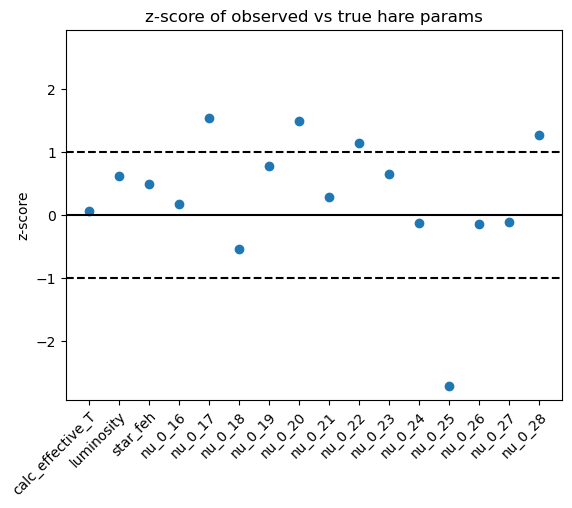 z-score of observed vs true hare params
z-score
2
1
0
−1
−2
calc_effective_T
luminosity
star_feh
nu_0_16
nu_0_17
nu_0_18
nu_0_19
nu_0_20
nu_0_21
nu_0_22
nu_0_23
nu_0_24
nu_0_25
nu_0_26
nu_0_27
nu_0_28